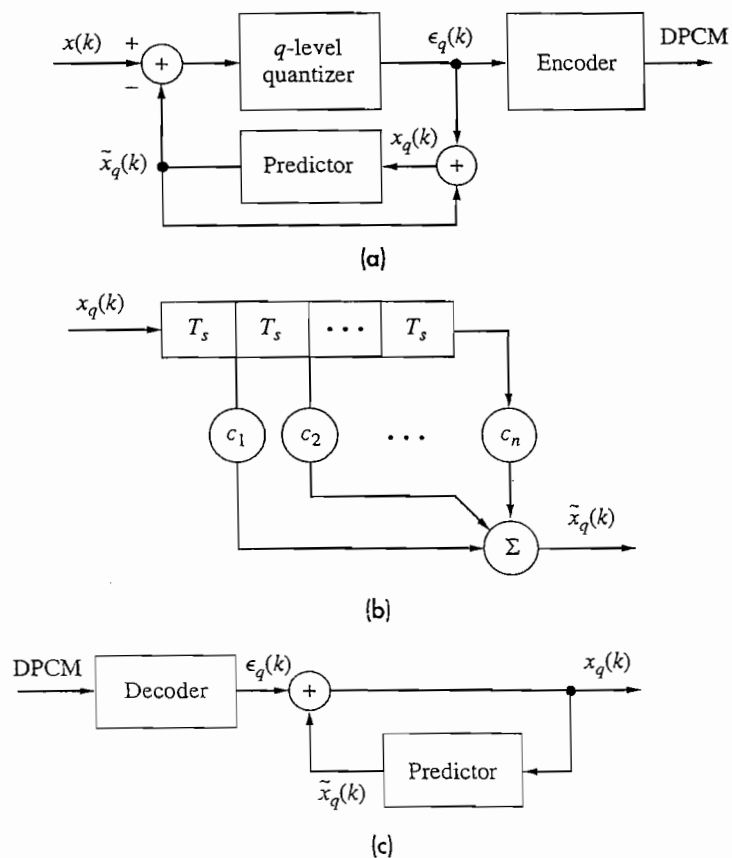 x(k)
+
+
−
q-level
quantizer
ϵ_q(k)
Encoder
DPCM
x̃_q(k)
Predictor
x_q(k)
+
(a)
x_q(k)
T_s
T_s
...
T_s
c_1
c_2
...
c_n
Σ
x̃_q(k)
(b)
DPCM
Decoder
ϵ_q(k)
+
x_q(k)
x̃_q(k)
Predictor
(c)